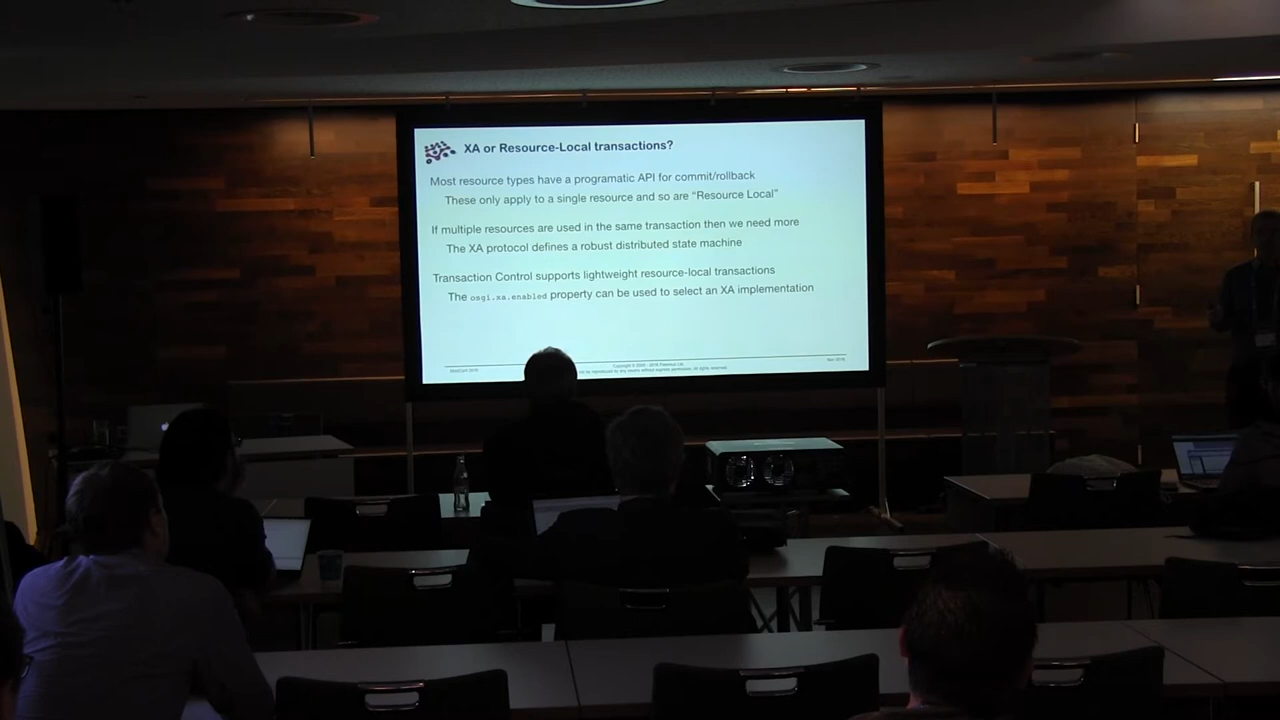 XA or Resource-Local transactions?
Most resource types have a programatic API for commit/rollback
These only apply to a single resource and so are “Resource Local”
If multiple resources are used in the same transaction then we need more
The XA protocol defines a robust distributed state machine
Transaction Control supports lightweight resource-local transactions
The osgi.xa.enabled property can be used to select an XA implementation
Nov 2016